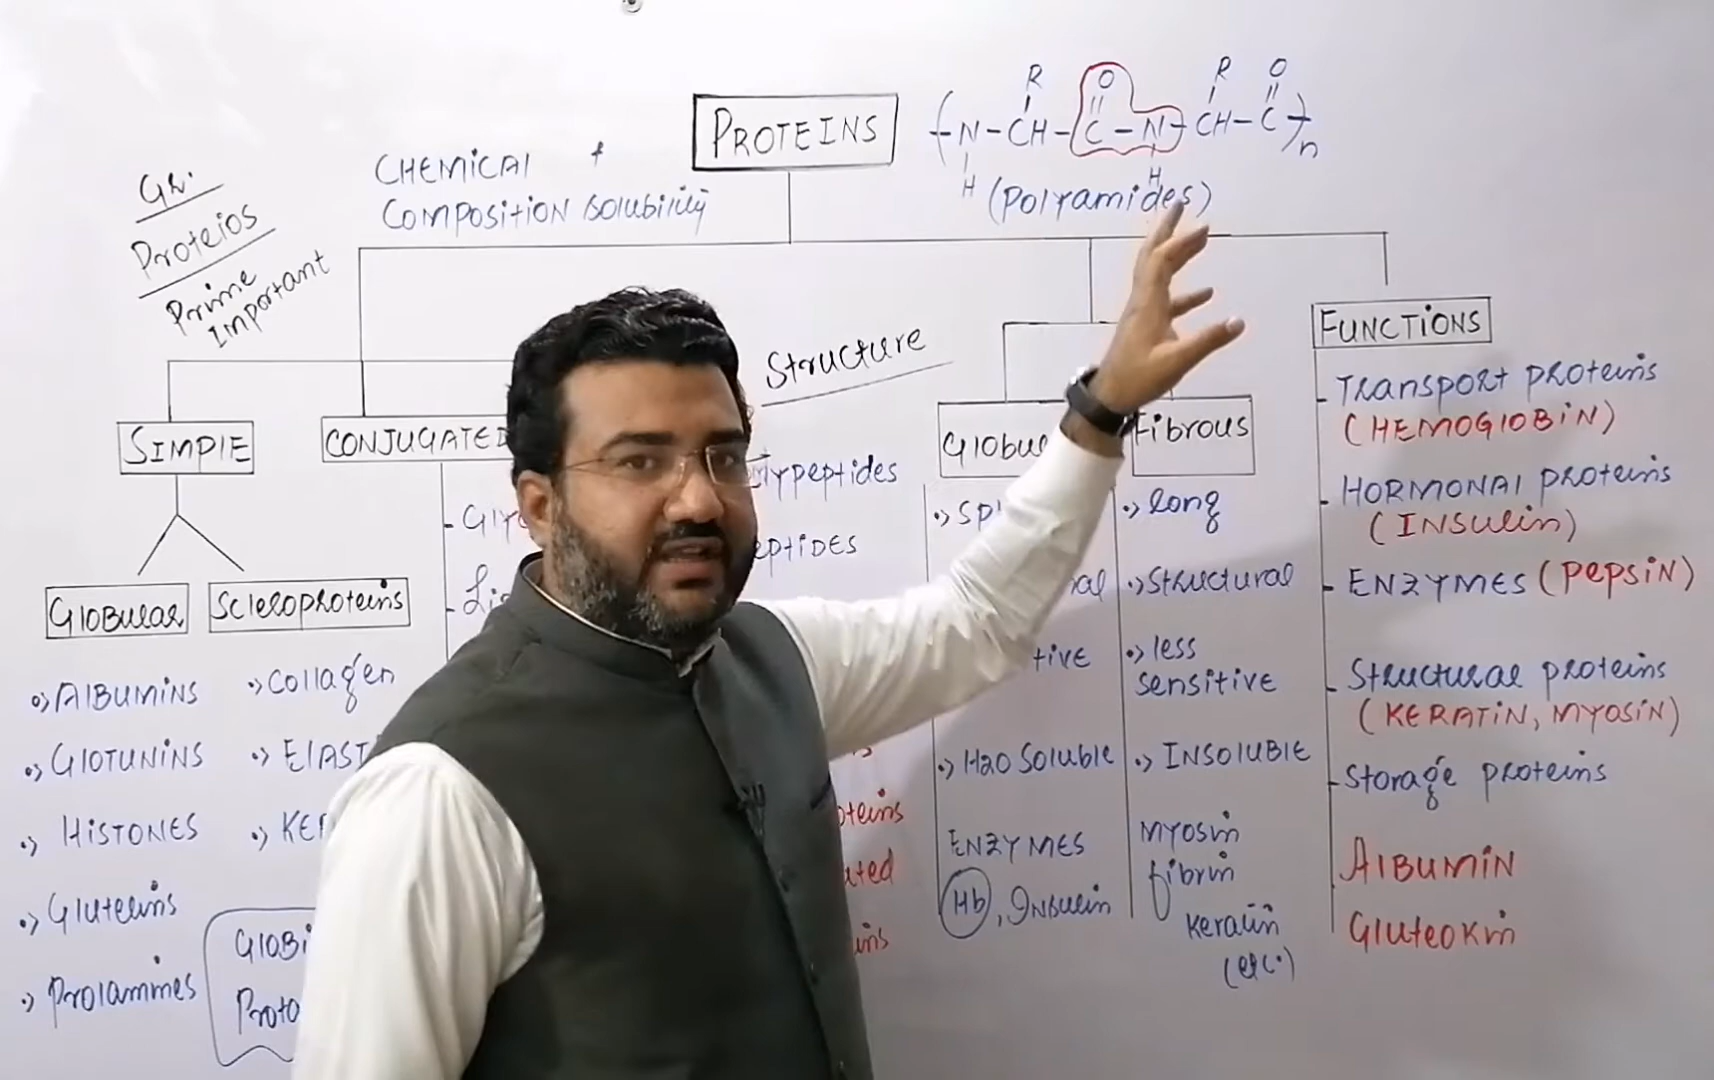 PROTEINS
R O R O
( N - CH - C - N - CH - C )n
H H
(Polyamides)
Gr.
Proteios
Prime
Important
CHEMICAl +
COMPOSITION solubility
Structure
SIMPlE
CONJUGATED
GlObular
Scleroproteins
AlBUMINS
GlOTUNINS
HiSTONES
Glutelins
Prolammies
Collagen
polypeptides
Fibrous
H2O Soluble
ENZYMES
Hb, Insulin
long
Structural
less
sensitive
INSOLUBlE
MYOSin
fibrin
Keratin
(etc.)
FUNCTIONS
Transport proteins
(HEMOGlOBiN)
HORMONAl proteins
(INSulin)
ENZYMES (PepsiN)
Structural proteins
(KERATiN, MYOSiN)
Storage proteins
AlBUMiN